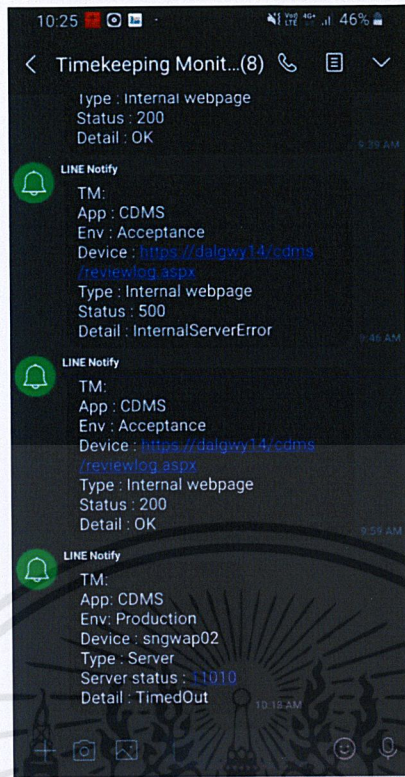 10:25
46%
Timekeeping Monit...(8)
Type : Internal webpage
Status : 200
Detail : OK
9:39 AM
LINE Notify
TM:
App : CDMS
Env : Acceptance
Device : https://dalgwy14/cdms
/reviewlog.aspx
Type : Internal webpage
Status : 500
Detail : InternalServerError
9:46 AM
LINE Notify
TM:
App : CDMS
Env : Acceptance
Device : https://dalgwy14/cdms
/reviewlog.aspx
Type : Internal webpage
Status : 200
Detail : OK
9:59 AM
LINE Notify
TM:
App: CDMS
Env: Production
Device : sngwap02
Type : Server
Server status : 11010
Detail : TimedOut
10:18 AM